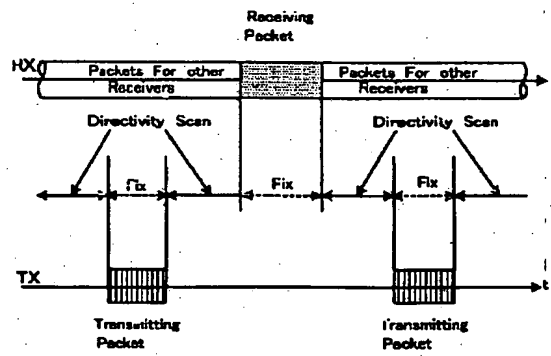 Receiving
Packet
RX
Packets For other
Receivers
Packets For other
Receivers
Directivity Scan
Directivity Scan
Fix
Fix
Fix
TX
t
Transmitting
Packet
Transmitting
Packet